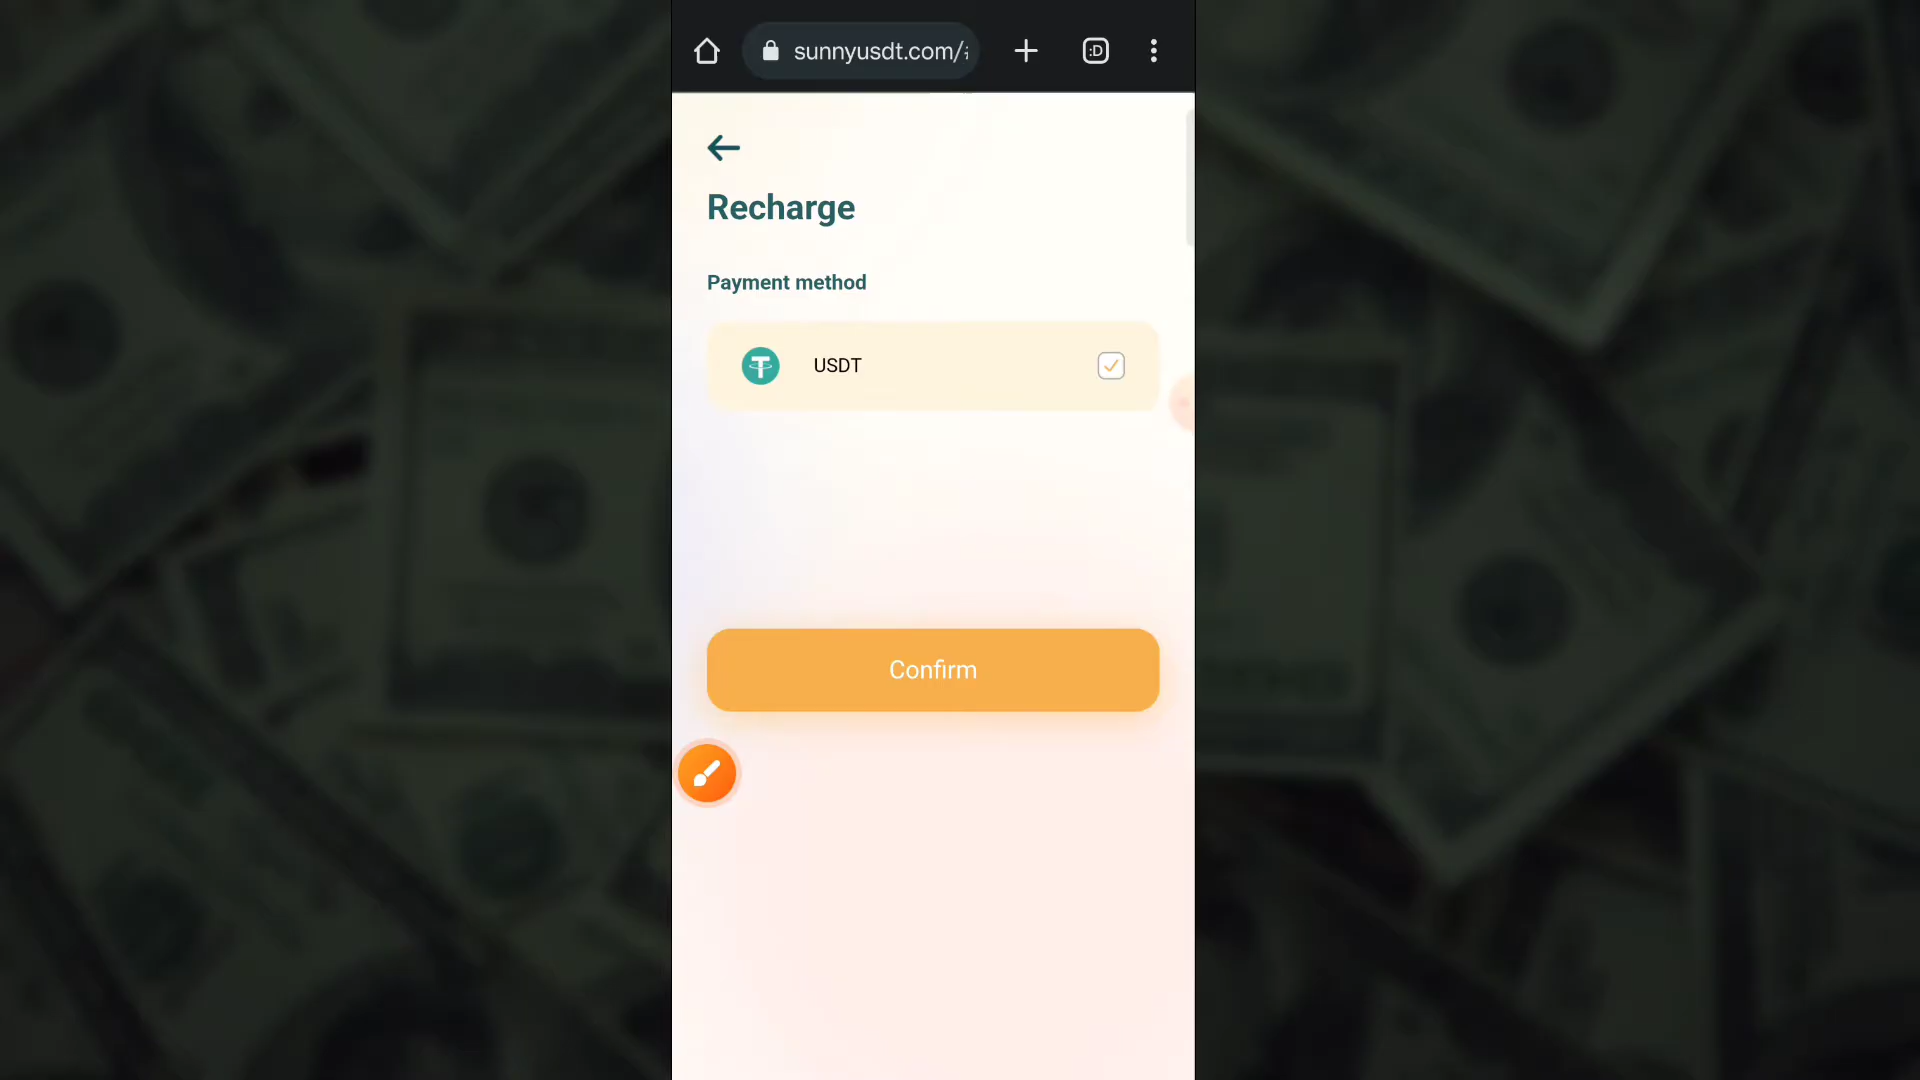 sunnyusdt.com/
:D
Recharge
Payment method
USDT
Confirm